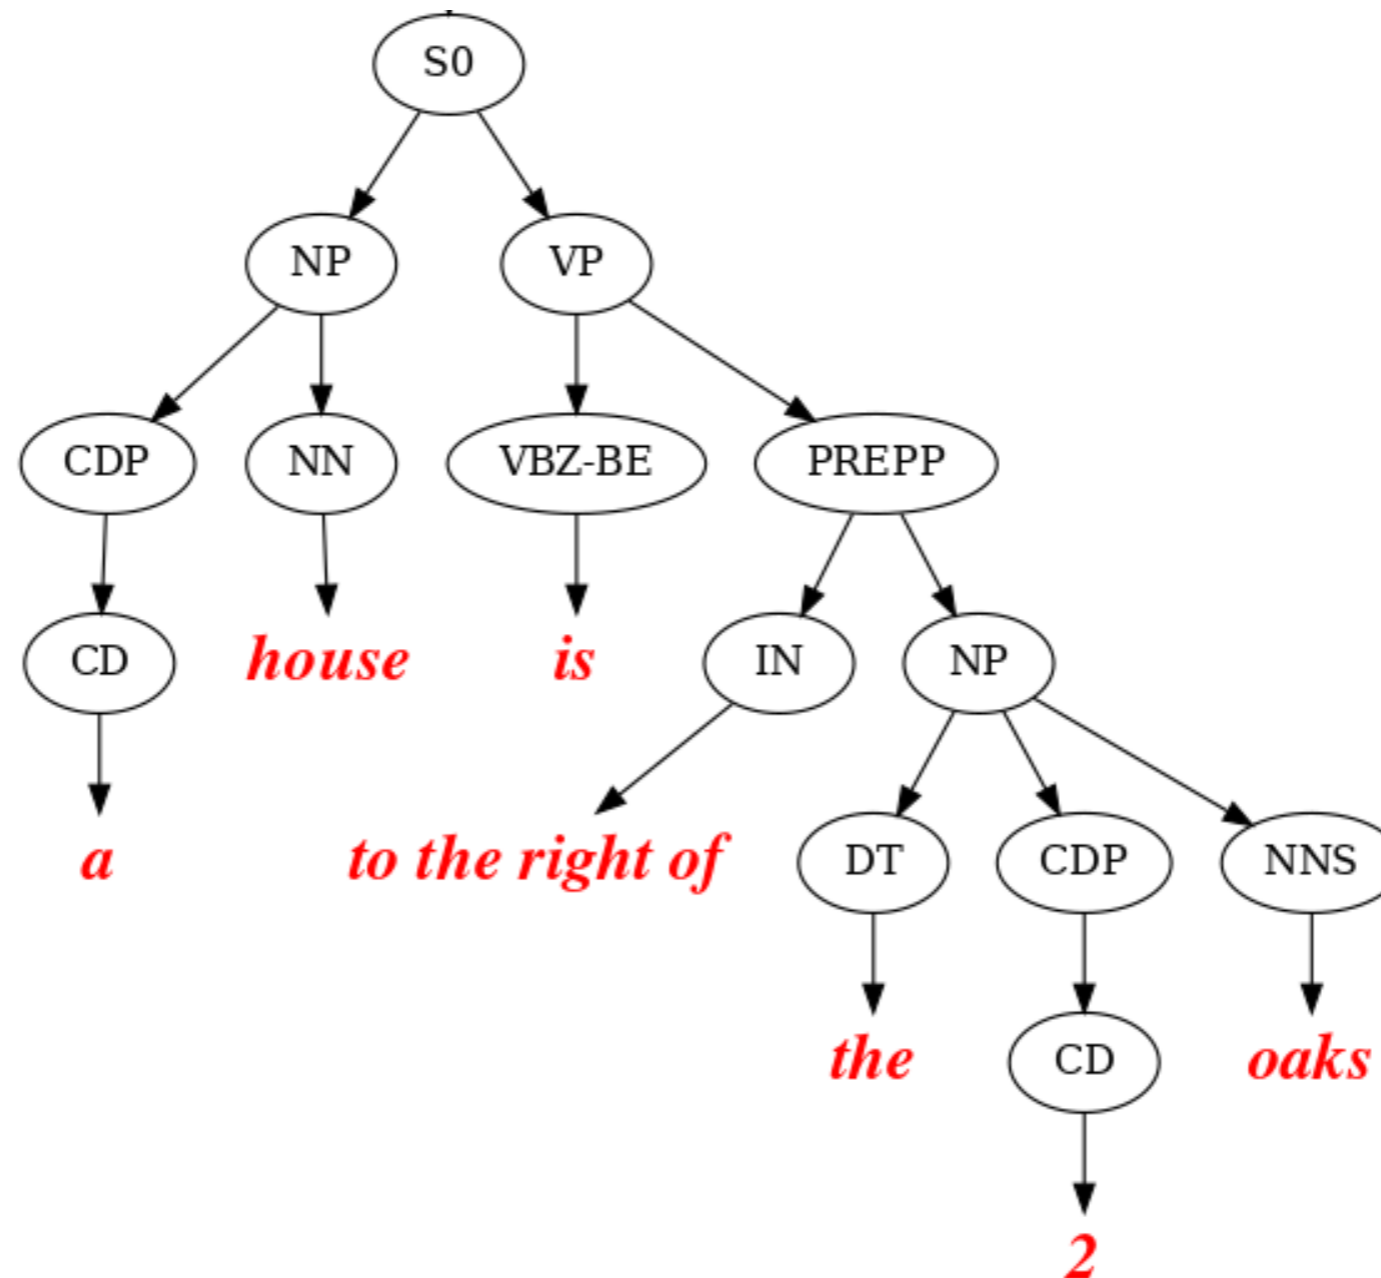 S0
NP VP
CDP NN VBZ-BE PREPP
CD house is IN NP
a to the right of DT CDP NNS
the CD oaks
2